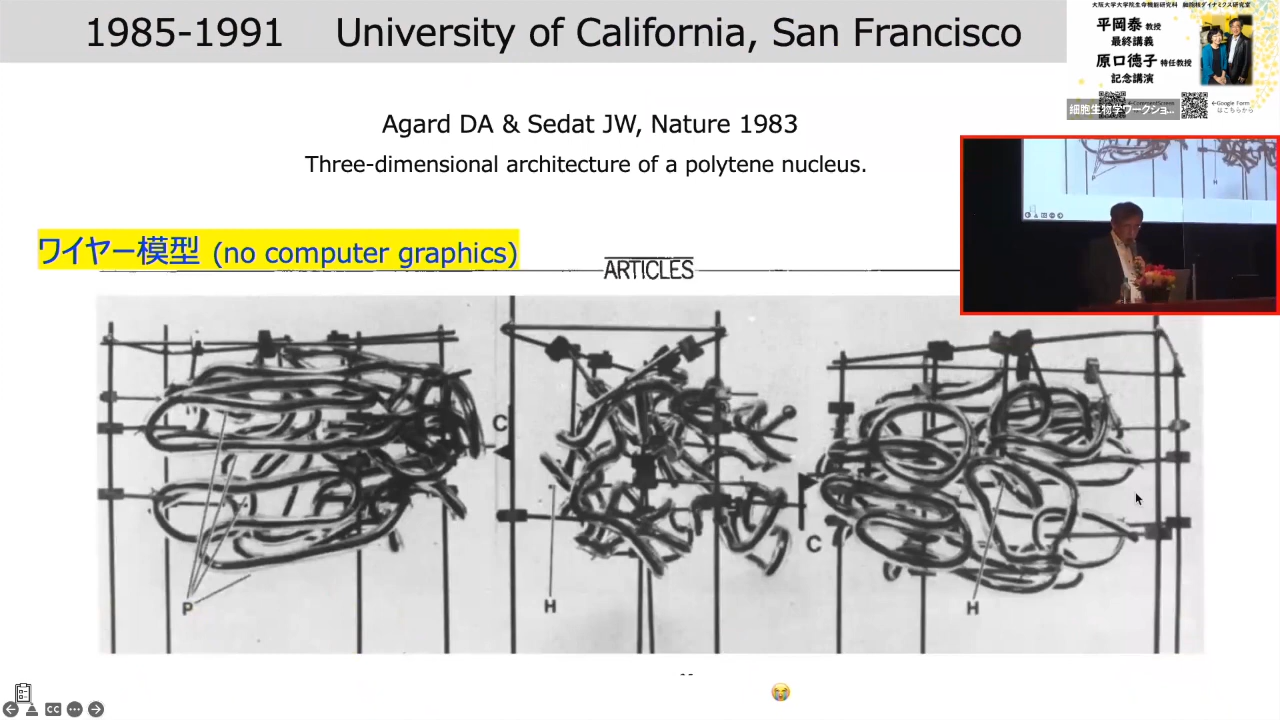 1985-1991 University of California, San Francisco
大阪大学大学院生命機能研究科 細胞核ダイナミクス研究室
平岡泰 教授
最終講義
原口徳子 特任教授
記念講演
細胞生物学ワークショ...
←Google Form
はこちらから
Agard DA & Sedat JW, Nature 1983
Three-dimensional architecture of a polytene nucleus.
ワイヤー模型 (no computer graphics)
ARTICLES
C
C
P
H
H
CC